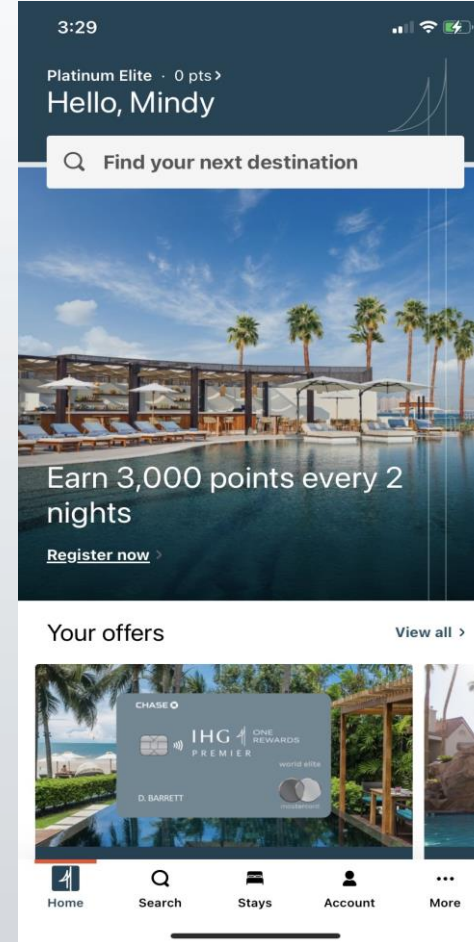 3:29
Platinum Elite · 0 pts >
Hello, Mindy
Find your next destination
Earn 3,000 points every 2
nights
Register now >
Your offers
View all >
CHASE
IHG ONE
REWARDS
PREMIER
world elite
D. BARRETT
mastercard
Home
Search
Stays
Account
More